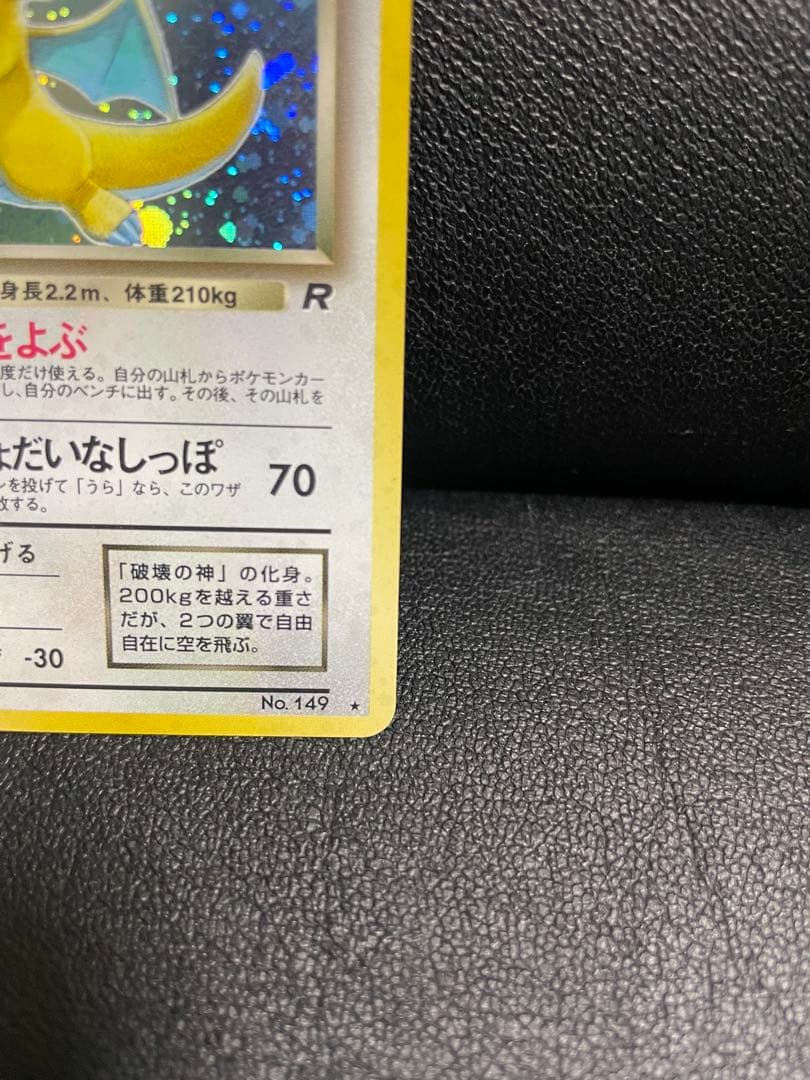 身長2.2m、体重210kg R
をよぶ
度だけ使える。自分の山札からポケモンカー
し、自分のベンチに出す。その後、その山札を
ょだいなしっぽ 70
ンを投げて「うら」なら、このワザ
敗する。
げる
「破壊の神」の化身。
200kgを越える重さ
だが、2つの翼で自由
自在に空を飛ぶ。
-30
No. 149 ★